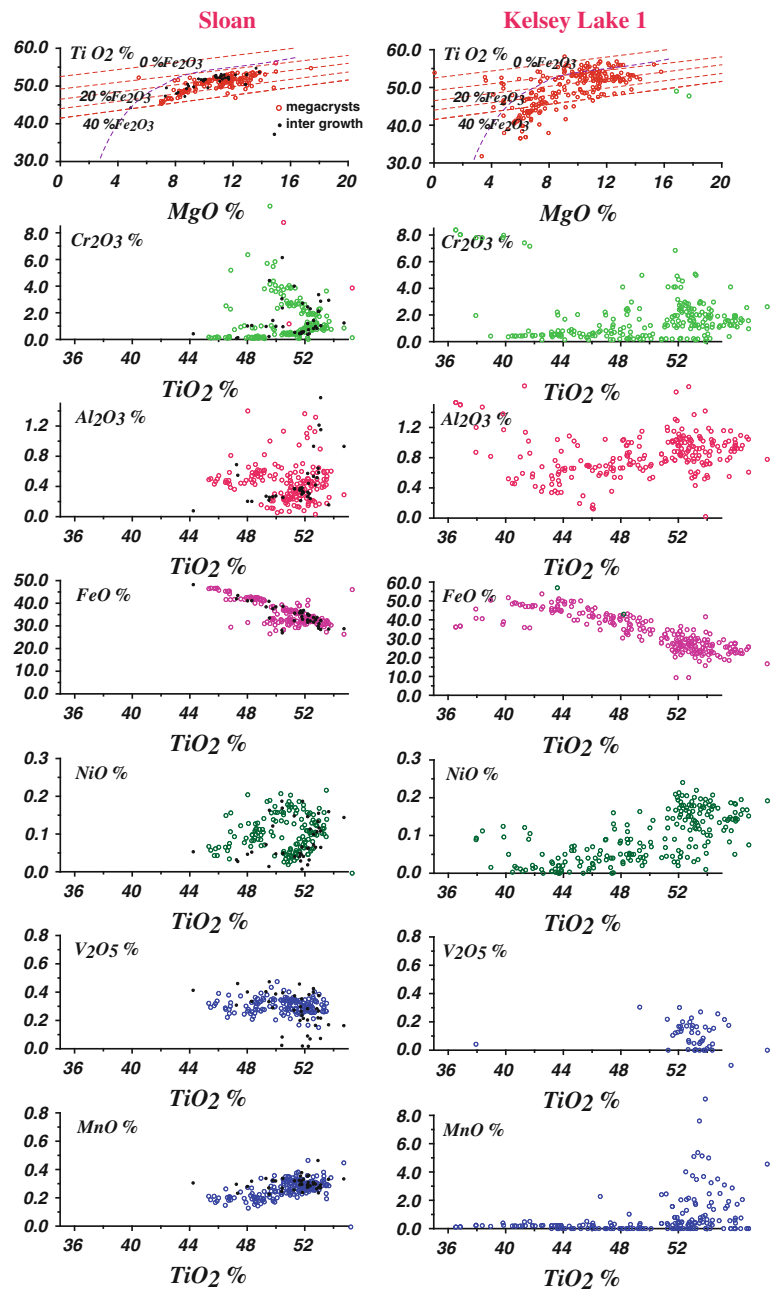 Sloan
Kelsey Lake 1
60.0
50.0
40.0
30.0
Ti O2 %
0 %Fe2O3
20 %Fe2O3
40 %Fe2O3
megacrysts
inter growth
0 4 8 12 16 20
MgO %
60.0
50.0
40.0
30.0
Ti O2 %
0 %Fe2O3
20 %Fe2O3
40 %Fe2O3
0 4 8 12 16 20
MgO %
Cr2O3 %
8.0
6.0
4.0
2.0
0.0
36 40 44 48 52
TiO2 %
Cr2O3 %
8.0
6.0
4.0
2.0
0.0
36 40 44 48 52
TiO2 %
Al2O3 %
1.2
0.8
0.4
0.0
36 40 44 48 52
TiO2 %
Al2O3 %
1.2
0.8
0.4
0.0
36 40 44 48 52
TiO2 %
FeO %
50.0
40.0
30.0
20.0
10.0
0.0
36 40 44 48 52
TiO2 %
FeO %
60.0
50.0
40.0
30.0
20.0
10.0
0.0
36 40 44 48 52
TiO2 %
NiO %
0.3
0.2
0.1
0.0
36 40 44 48 52
TiO2 %
NiO %
0.3
0.2
0.1
0.0
36 40 44 48 52
TiO2 %
V2O5 %
0.8
0.6
0.4
0.2
0.0
36 40 44 48 52
TiO2 %
V2O5 %
0.8
0.6
0.4
0.2
0.0
36 40 44 48 52
TiO2 %
MnO %
0.8
0.6
0.4
0.2
0.0
36 40 44 48 52
TiO2 %
MnO %
8.0
6.0
4.0
2.0
0.0
36 40 44 48 52
TiO2 %